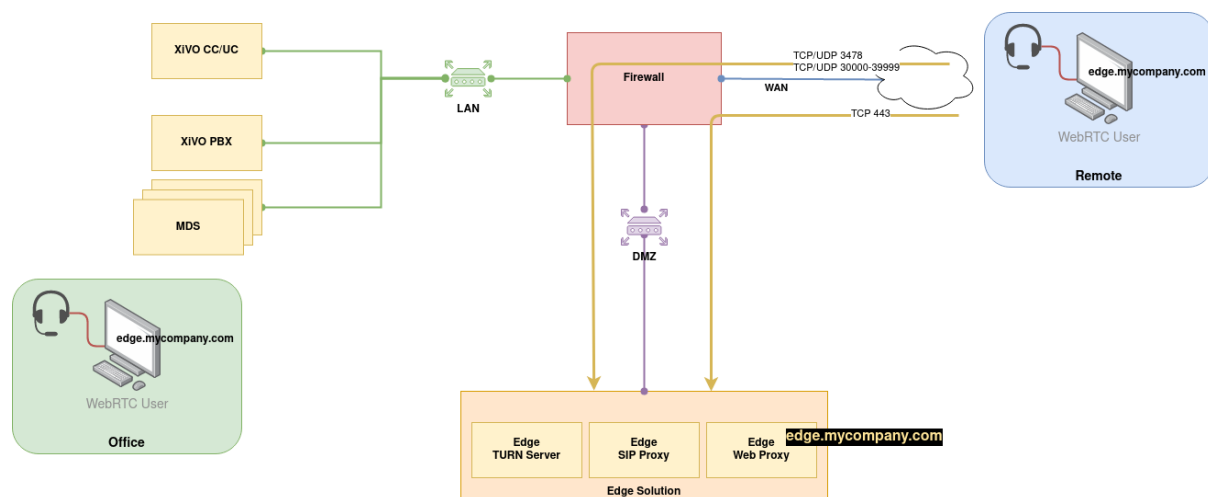 XiVO CC/UC
XiVO PBX
MDS
LAN
Firewall
TCP/UDP 3478
TCP/UDP 30000-39999
WAN
TCP 443
edge.mycompany.com
WebRTC User
Remote
DMZ
edge.mycompany.com
WebRTC User
Office
Edge
TURN Server
Edge
SIP Proxy
Edge
Web Proxy
edge.mycompany.com
Edge Solution